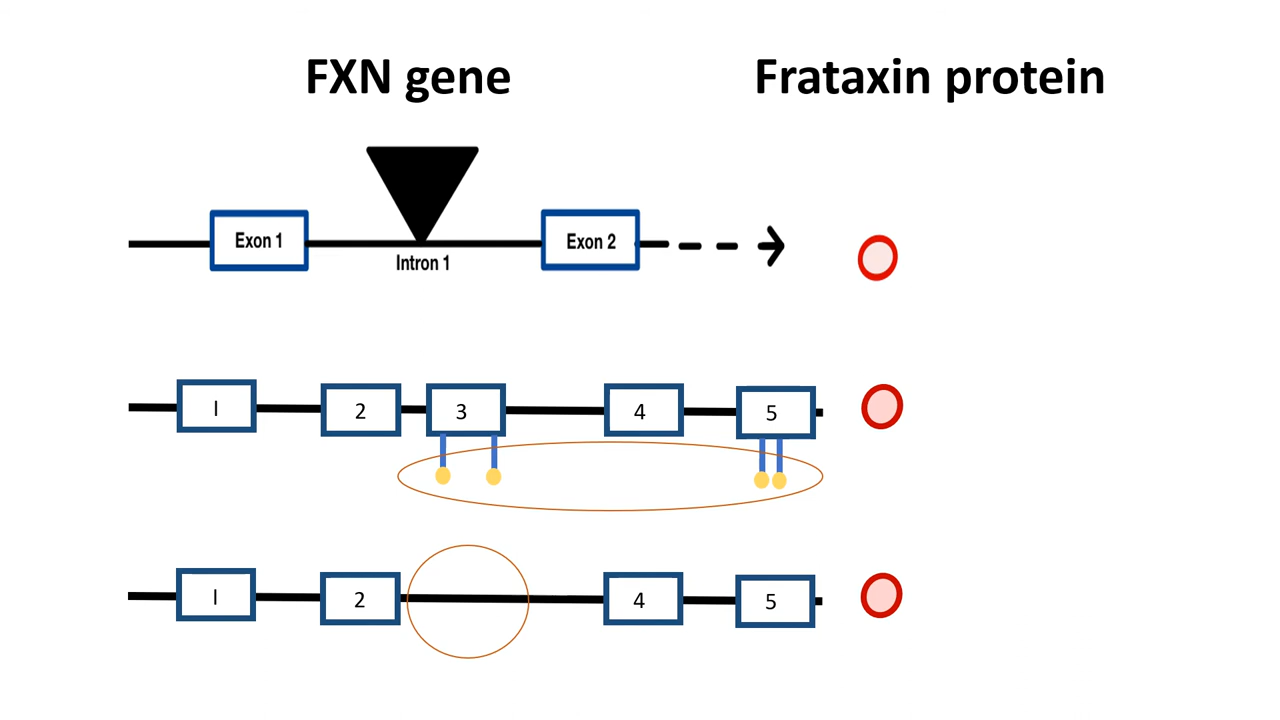 FXN gene
Frataxin protein
Exon 1
Exon 2
Intron 1
I
2
3
4
5
I
2
4
5